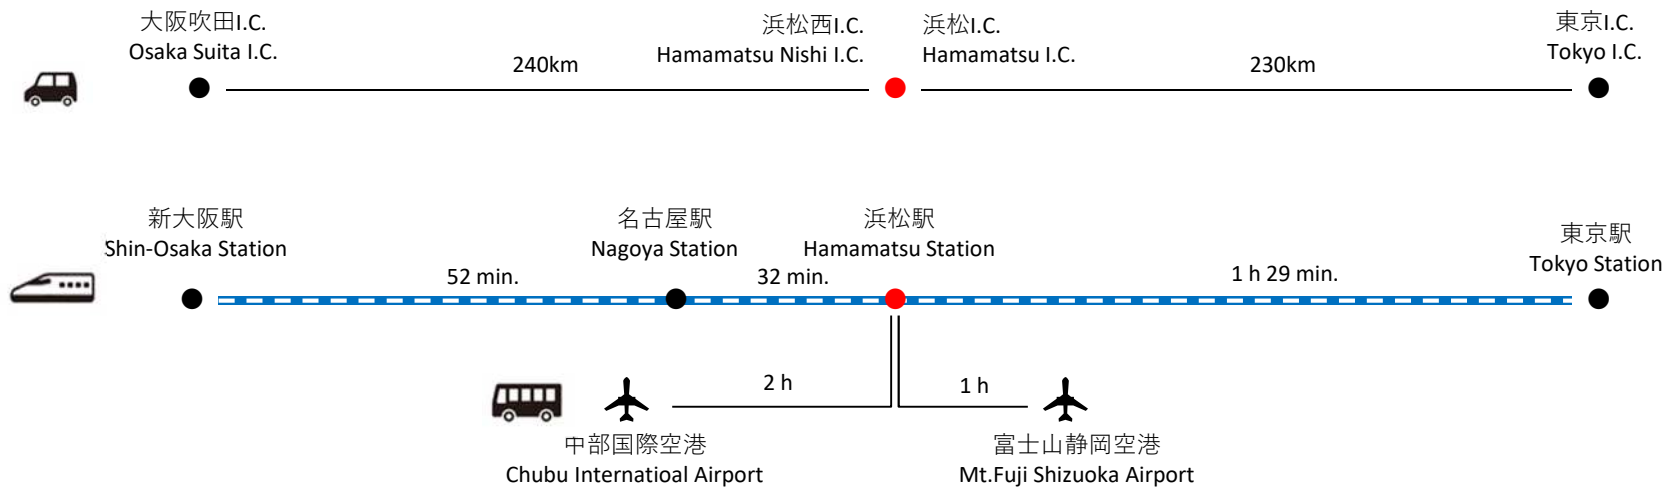 大阪吹田I.C.
Osaka Suita I.C.
240km
浜松西I.C.
Hamamatsu Nishi I.C.
浜松I.C.
Hamamatsu I.C.
230km
東京I.C.
Tokyo I.C.
新大阪駅
Shin-Osaka Station
52 min.
名古屋駅
Nagoya Station
32 min.
浜松駅
Hamamatsu Station
1 h 29 min.
東京駅
Tokyo Station
2 h
1 h
中部国際空港
Chubu Internatioal Airport
富士山静岡空港
Mt.Fuji Shizuoka Airport